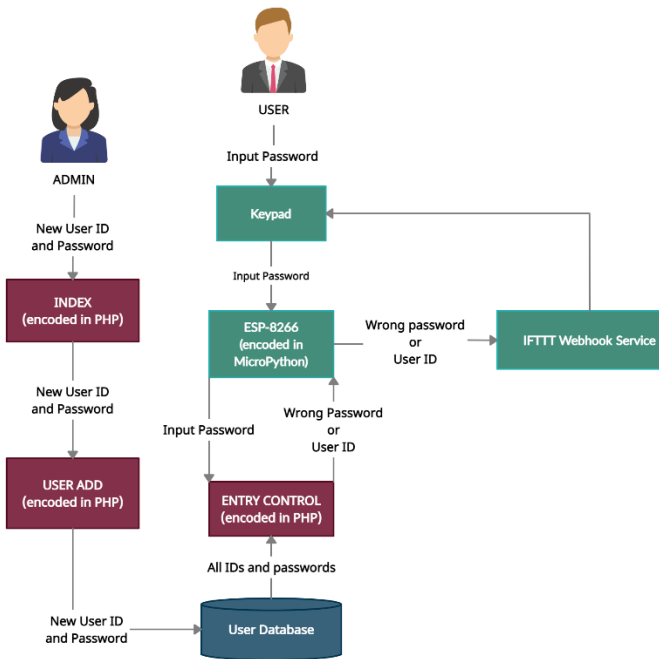 USER
Input Password
ADMIN
New User ID
and Password
Keypad
Input Password
INDEX
(encoded in PHP)
ESP-8266
(encoded in
MicroPython)
Wrong password
or
User ID
IFTTT Webhook Service
New User ID
and Password
Input Password
Wrong Password
or
User ID
USER ADD
(encoded in PHP)
ENTRY CONTROL
(encoded in PHP)
All IDs and passwords
New User ID
and Password
User Database